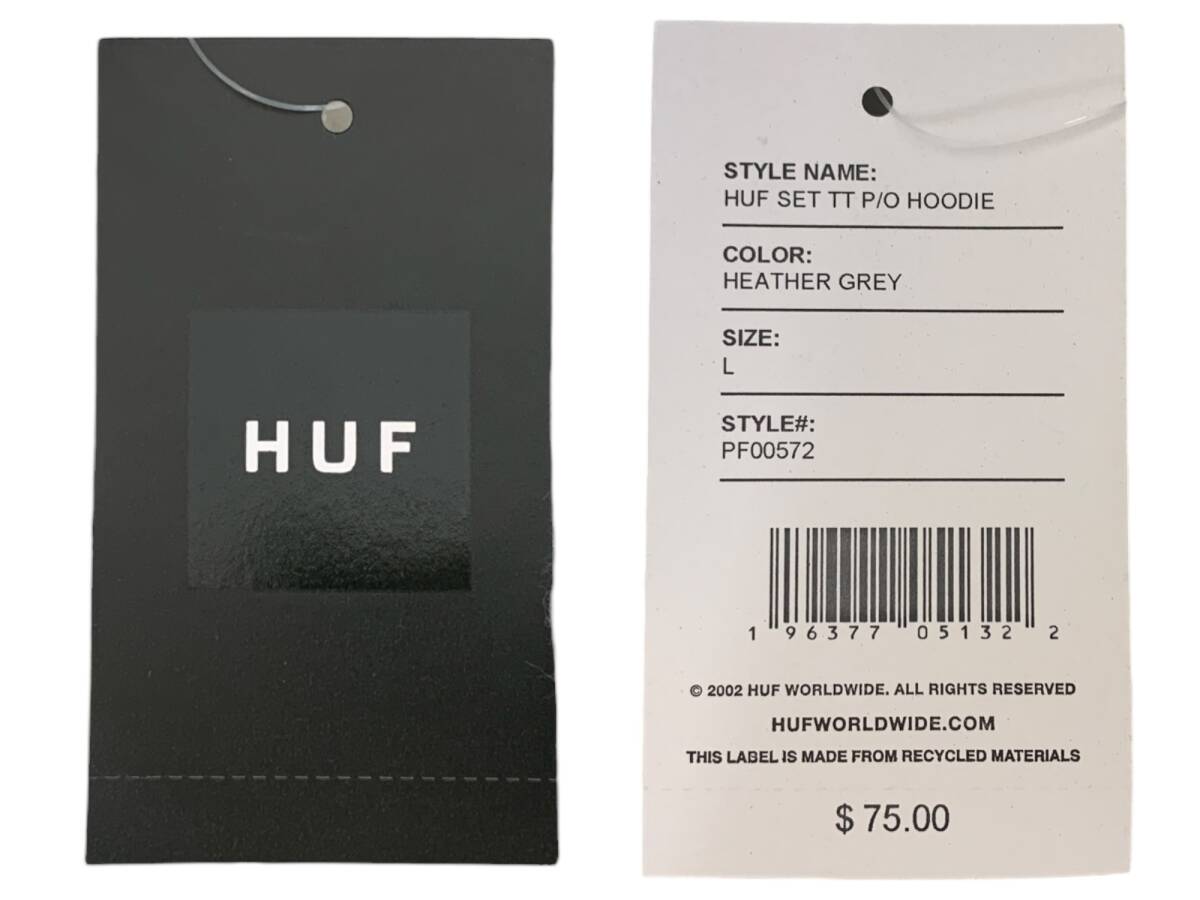 HUF
STYLE NAME:
HUF SET TT P/O HOODIE
COLOR:
HEATHER GREY
SIZE:
L
STYLE#:
PF00572
1 96377 05132 2
© 2002 HUF WORLDWIDE. ALL RIGHTS RESERVED
HUFWORLDWIDE.COM
THIS LABEL IS MADE FROM RECYCLED MATERIALS
$ 75.00